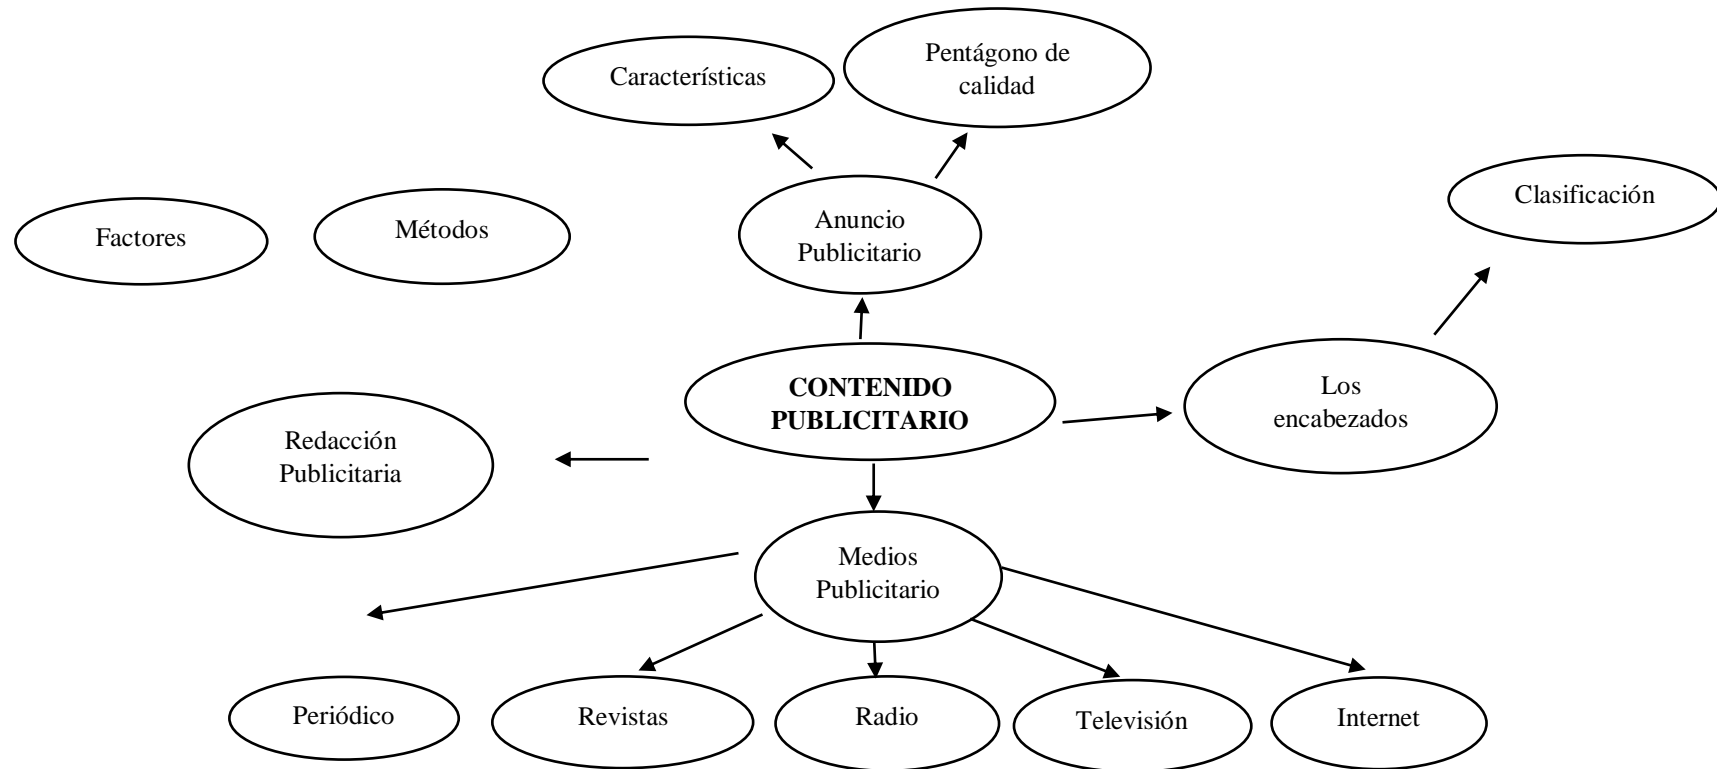 Características
Pentágono de
calidad
Factores
Métodos
Anuncio
Publicitario
Clasificación
CONTENIDO
PUBLICITARIO
Los
encabezados
Redacción
Publicitaria
Medios
Publicitario
Periódico
Revistas
Radio
Televisión
Internet